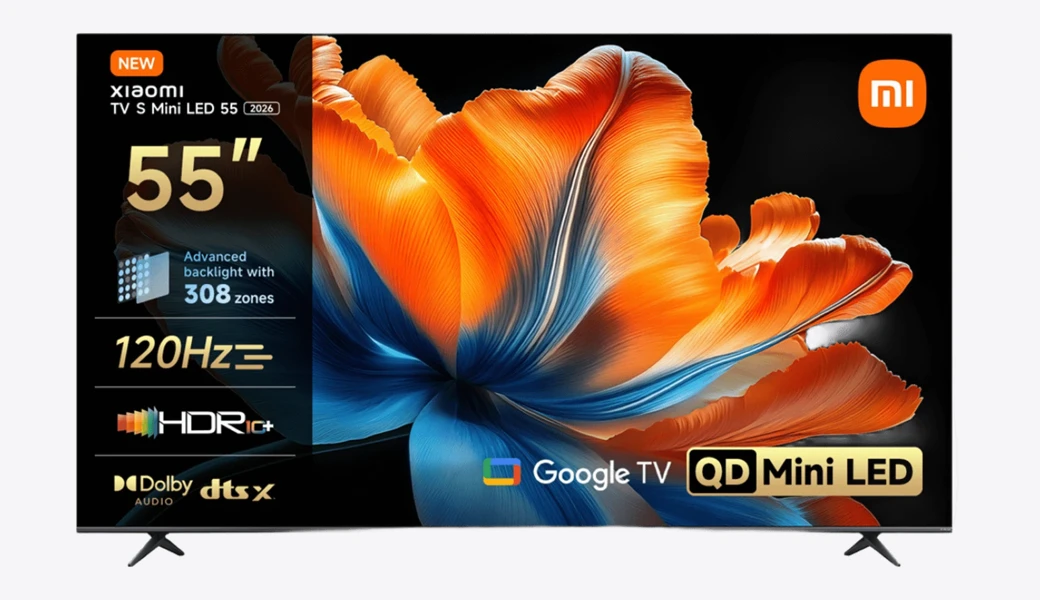 NEW
xiaomi
TV S Mini LED 55 2026
55"
Advanced
backlight with
308 zones
120Hz
HDR10+
Dolby
AUDIO
dts X
mi
Google TV
QD Mini LED